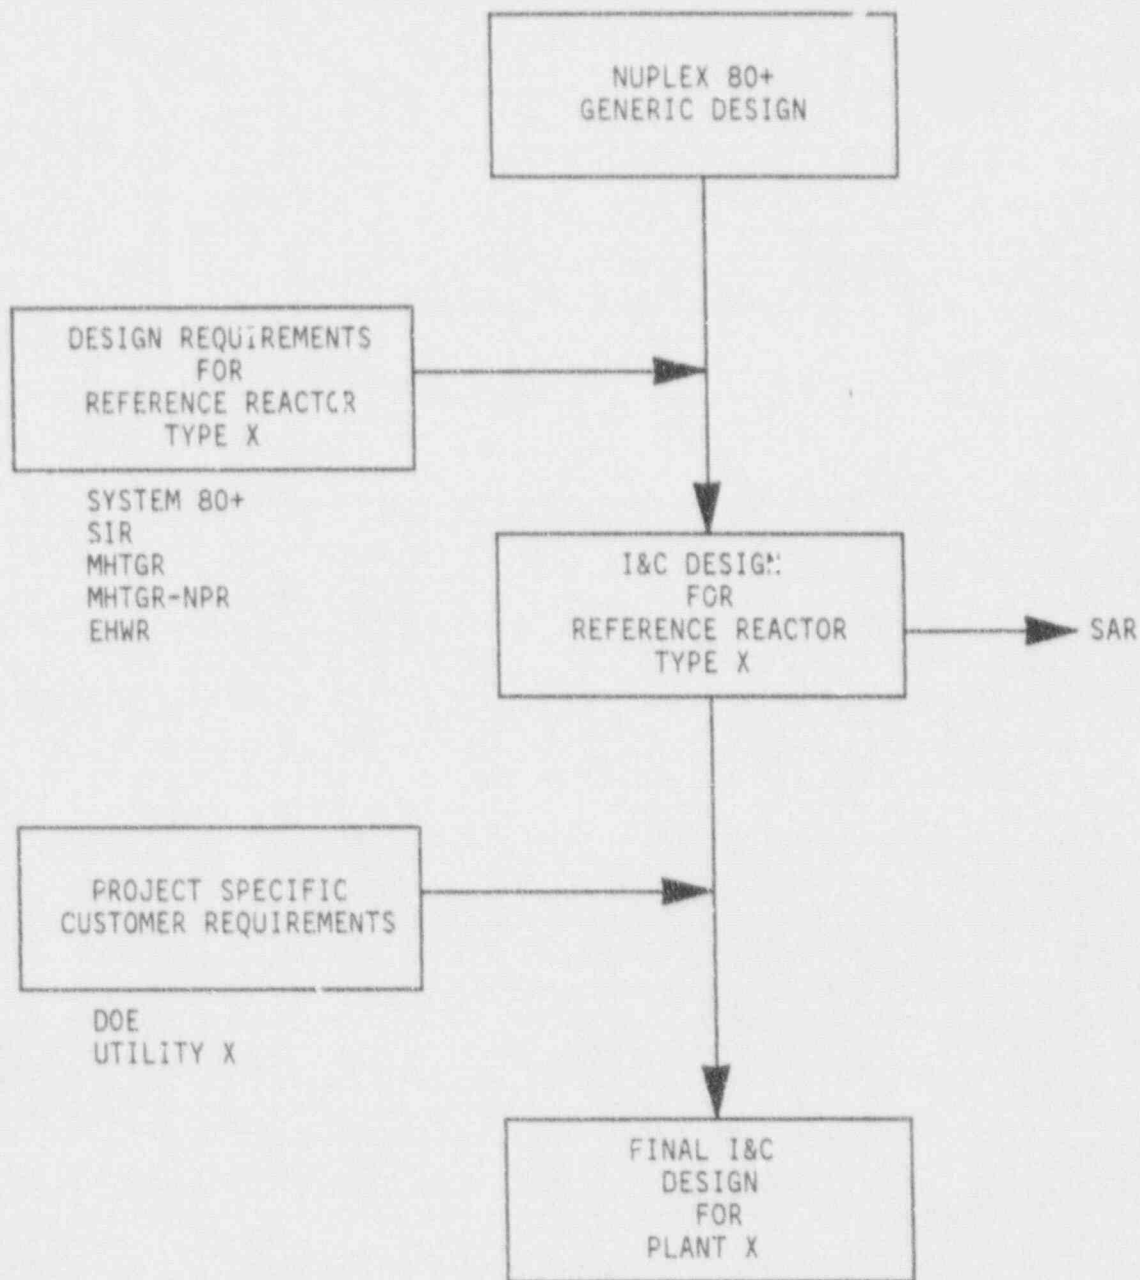 NUPLEX 80+
GENERIC DESIGN
DESIGN REQUIREMENTS
FOR
REFERENCE REACTOR
TYPE X
SYSTEM 80+
SIR
MHTGR
MHTGR-NPR
EHWR
I&C DESIGN
FOR
REFERENCE REACTOR
TYPE X
SAR
PROJECT SPECIFIC
CUSTOMER REQUIREMENTS
DOE
UTILITY X
FINAL I&C
DESIGN
FOR
PLANT X